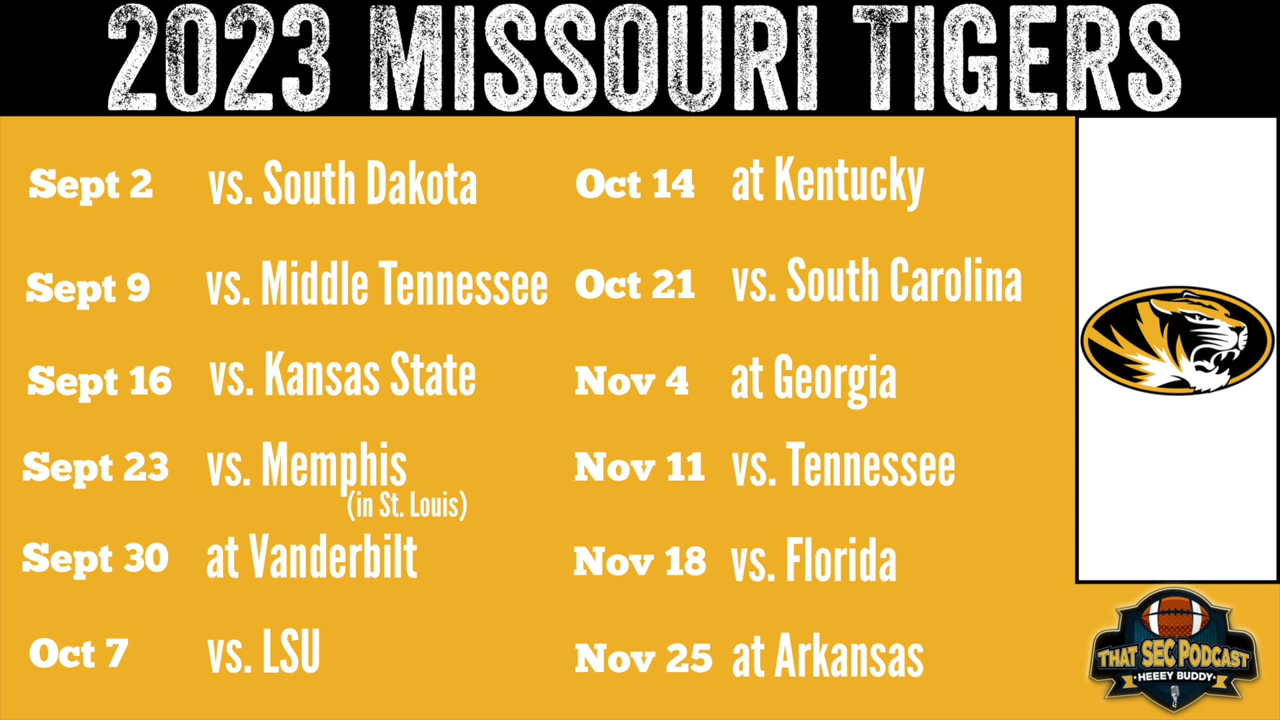 2023 MISSOURI TIGERS
Sept 2 vs. South Dakota
Sept 9 vs. Middle Tennessee
Sept 16 vs. Kansas State
Sept 23 vs. Memphis
(in St. Louis)
Sept 30 at Vanderbilt
Oct 7 vs. LSU
Oct 14 at Kentucky
Oct 21 vs. South Carolina
Nov 4 at Georgia
Nov 11 vs. Tennessee
Nov 18 vs. Florida
Nov 25 at Arkansas
THAT SEC PODCAST
·HEEEY BUDDY·